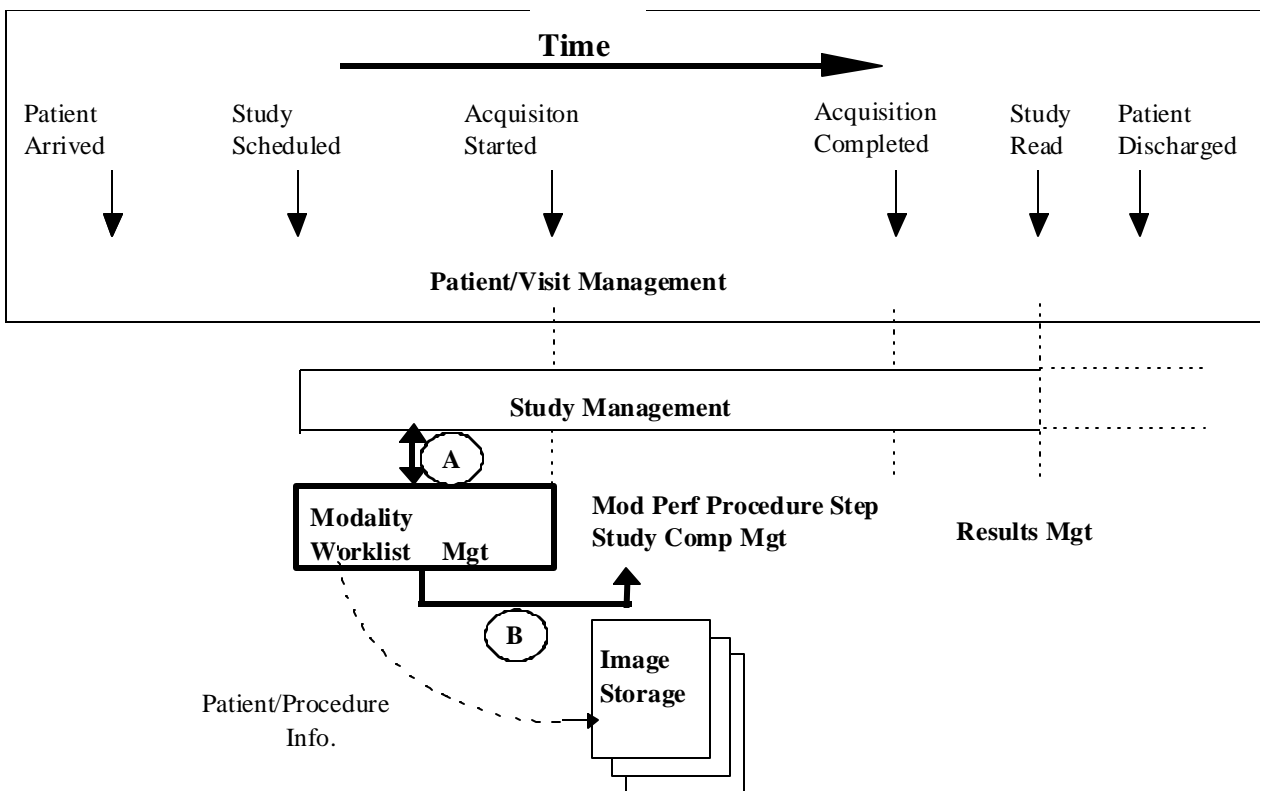 Time
Patient
Arrived
Study
Scheduled
Acquisiton
Started
Acquisition
Completed
Study
Read
Patient
Discharged
Patient/Visit Management
Study Management
A
Modality
Worklist Mgt
Mod Perf Procedure Step
Study Comp Mgt
Results Mgt
B
Image
Storage
Patient/Procedure
Info.